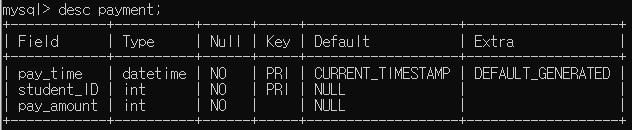 mysql> desc payment;
+------------+----------+------+-----+-------------------+-------------------+
| Field      | Type     | Null | Key | Default           | Extra             |
+------------+----------+------+-----+-------------------+-------------------+
| pay_time   | datetime | NO   | PRI | CURRENT_TIMESTAMP | DEFAULT_GENERATED |
| student_ID | int      | NO   | PRI | NULL              |                   |
| pay_amount | int      | NO   |     | NULL              |                   |
+------------+----------+------+-----+-------------------+-------------------+